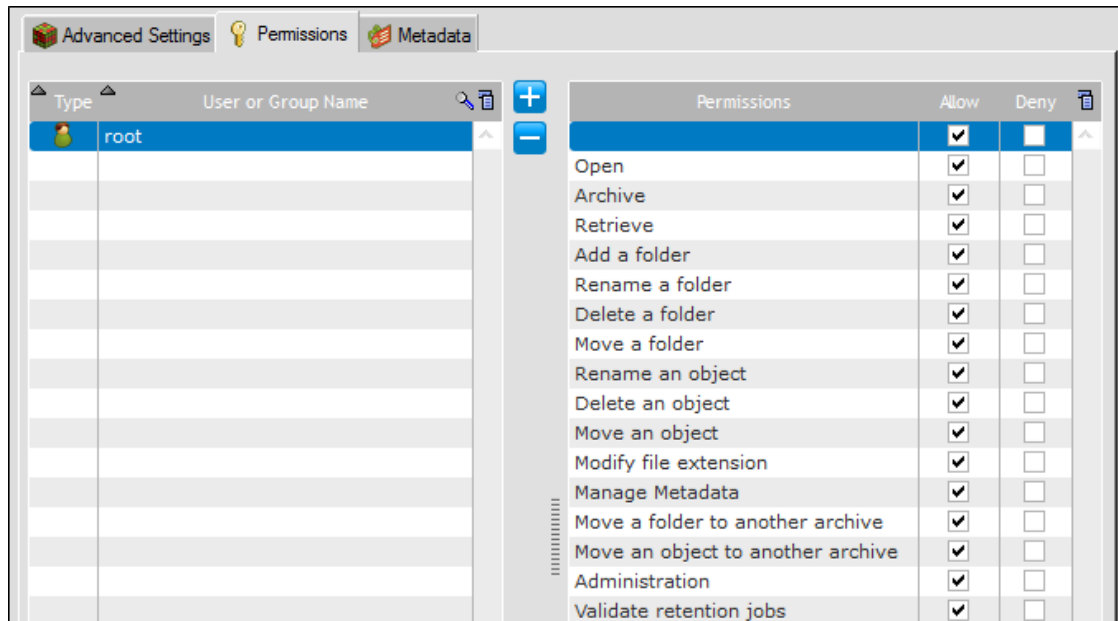 Advanced Settings Permissions Metadata
Type User or Group Name Permissions Allow Deny
root
Open
Archive
Retrieve
Add a folder
Rename a folder
Delete a folder
Move a folder
Rename an object
Delete an object
Move an object
Modify file extension
Manage Metadata
Move a folder to another archive
Move an object to another archive
Administration
Validate retention jobs